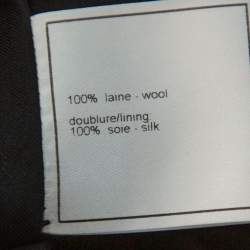 100% laine - wool
doublure/lining:
100% soie - silk